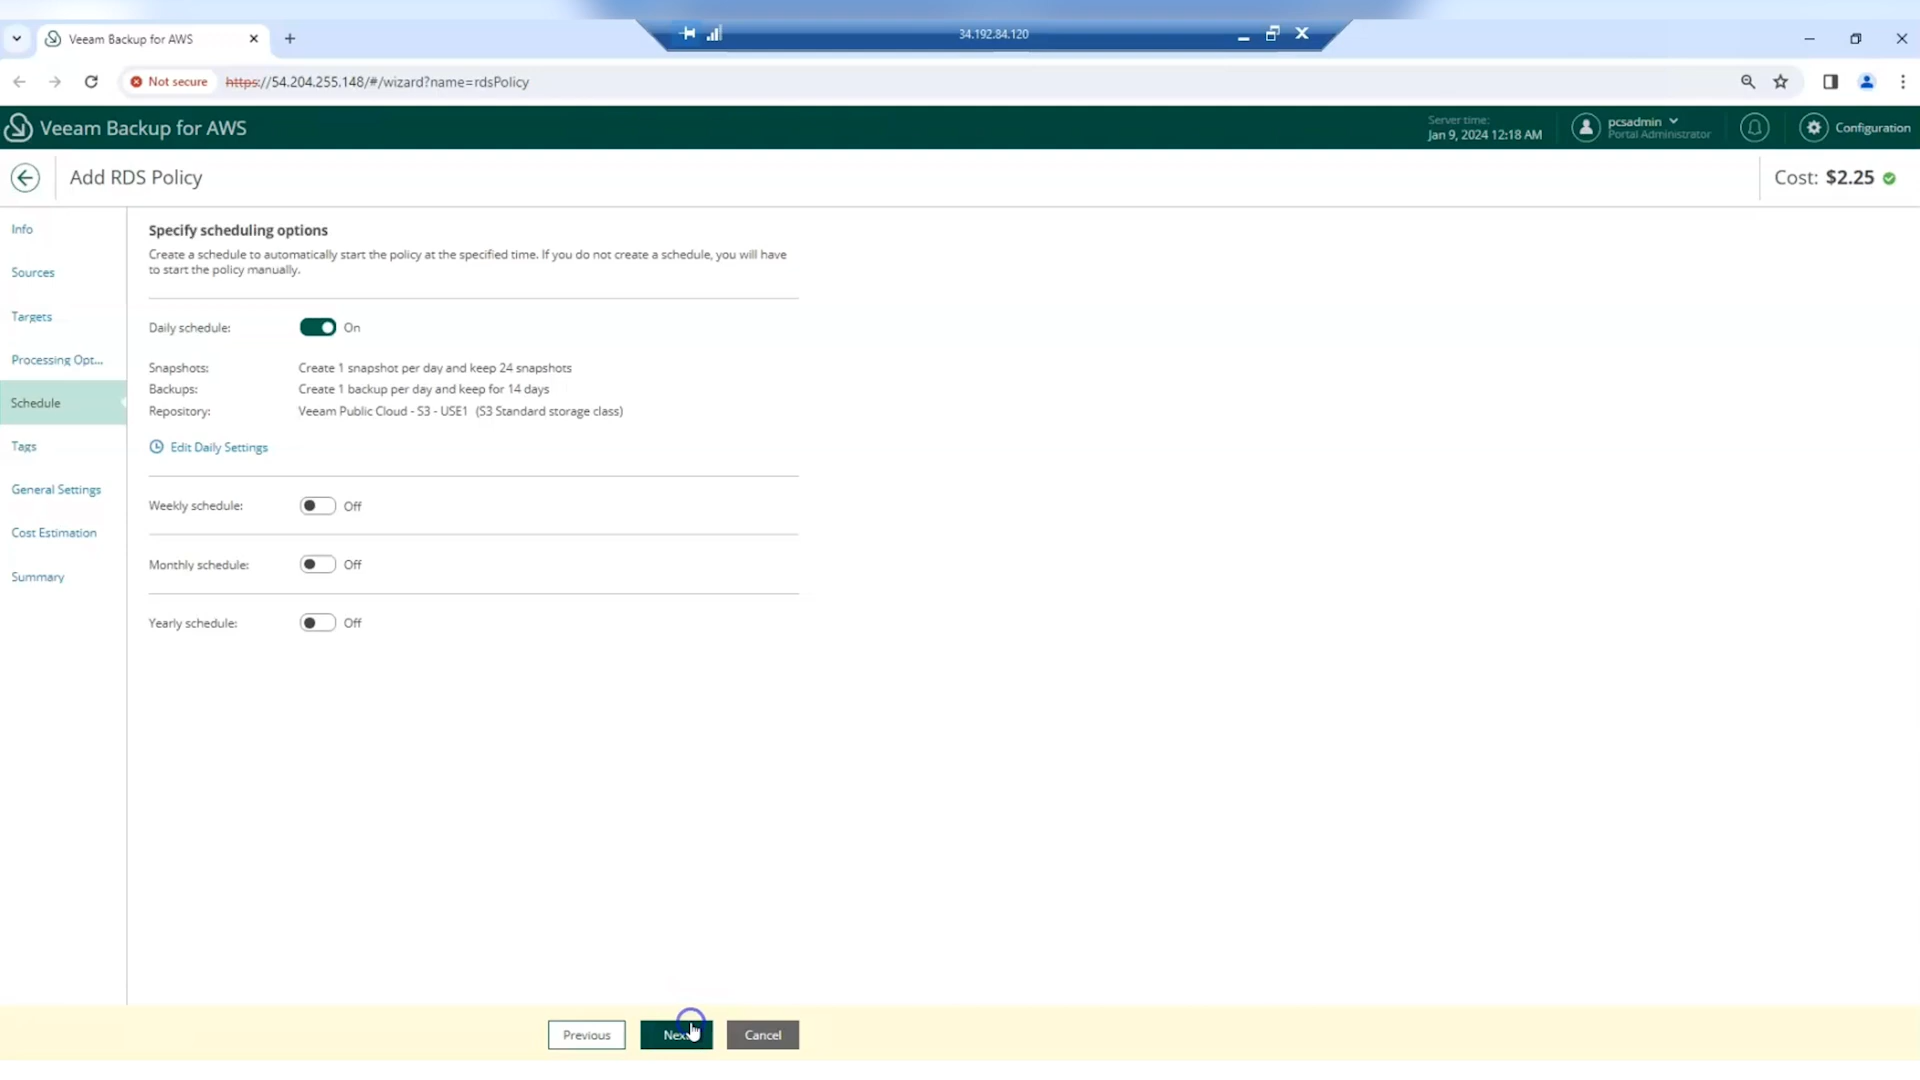 Veeam Backup for AWS
34.192.84.120
Not secure
https://54.204.255.148/#/wizard?name=rdsPolicy
Veeam Backup for AWS
Server time:
Jan 9, 2024 12:18 AM
pcsadmin
Portal Administrator
Configuration
Add RDS Policy
Cost: $2.25
Info
Sources
Targets
Processing Opt...
Schedule
Tags
General Settings
Cost Estimation
Summary
Specify scheduling options
Create a schedule to automatically start the policy at the specified time. If you do not create a schedule, you will have
to start the policy manually.
Daily schedule: On
Snapshots: Create 1 snapshot per day and keep 24 snapshots
Backups: Create 1 backup per day and keep for 14 days
Repository: Veeam Public Cloud - S3 - USE1 (S3 Standard storage class)
Edit Daily Settings
Weekly schedule: Off
Monthly schedule: Off
Yearly schedule: Off
Previous
Next
Cancel